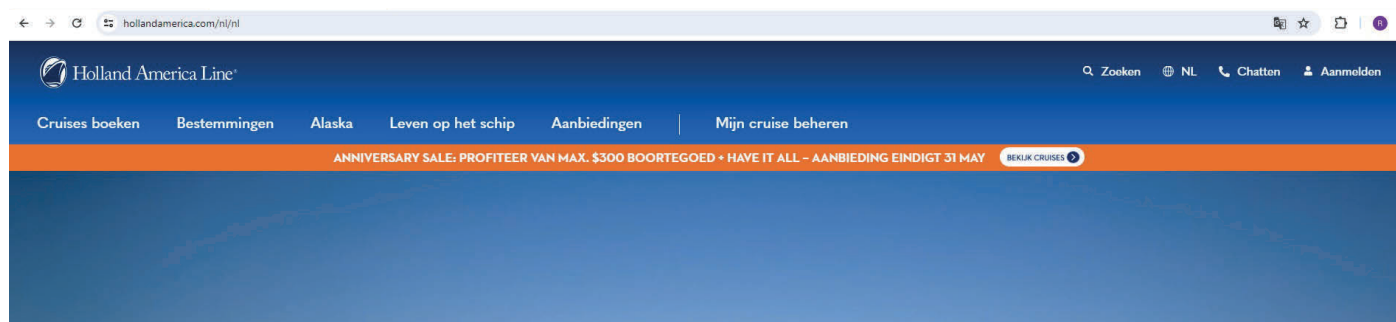 hollandamerica.com/nl/nl
R
Holland America Line®
Zoeken NL Chatten Aanmelden
Cruises boeken Bestemmingen Alaska Leven op het schip Aanbiedingen Mijn cruise beheren
ANNIVERSARY SALE: PROFITEER VAN MAX. $300 BOORTEGOED + HAVE IT ALL – AANBIEDING EINDIGT 31 MAY BEKIJK CRUISES